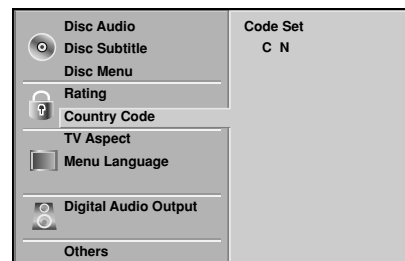 Disc Audio
Disc Subtitle
Disc Menu
Rating
Country Code
TV Aspect
Menu Language
Digital Audio Output
Others
Code Set
C N